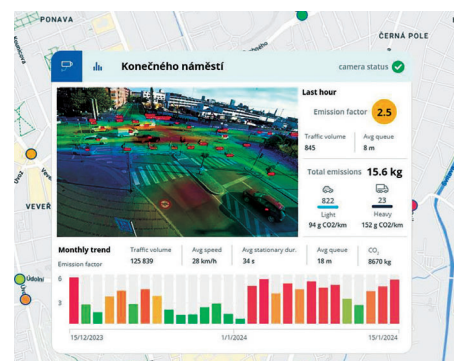 PONAVA
ČERNÁ POLE
Konečného náměstí
camera status
Last hour
Emission factor 2.5
Traffic volume Avg queue
845 8 m
Total emissions 15.6 kg
822 23
Light Heavy
94 g CO2/km 152 g CO2/km
VEVEŘ
Monthly trend Traffic volume Avg speed Avg stationary dur. Avg queue CO₂
Emission factor 125 839 28 km/h 34 s 18 m 8670 kg
Údolní
6
3
15/12/2023 1/1/2024 15/1/2024